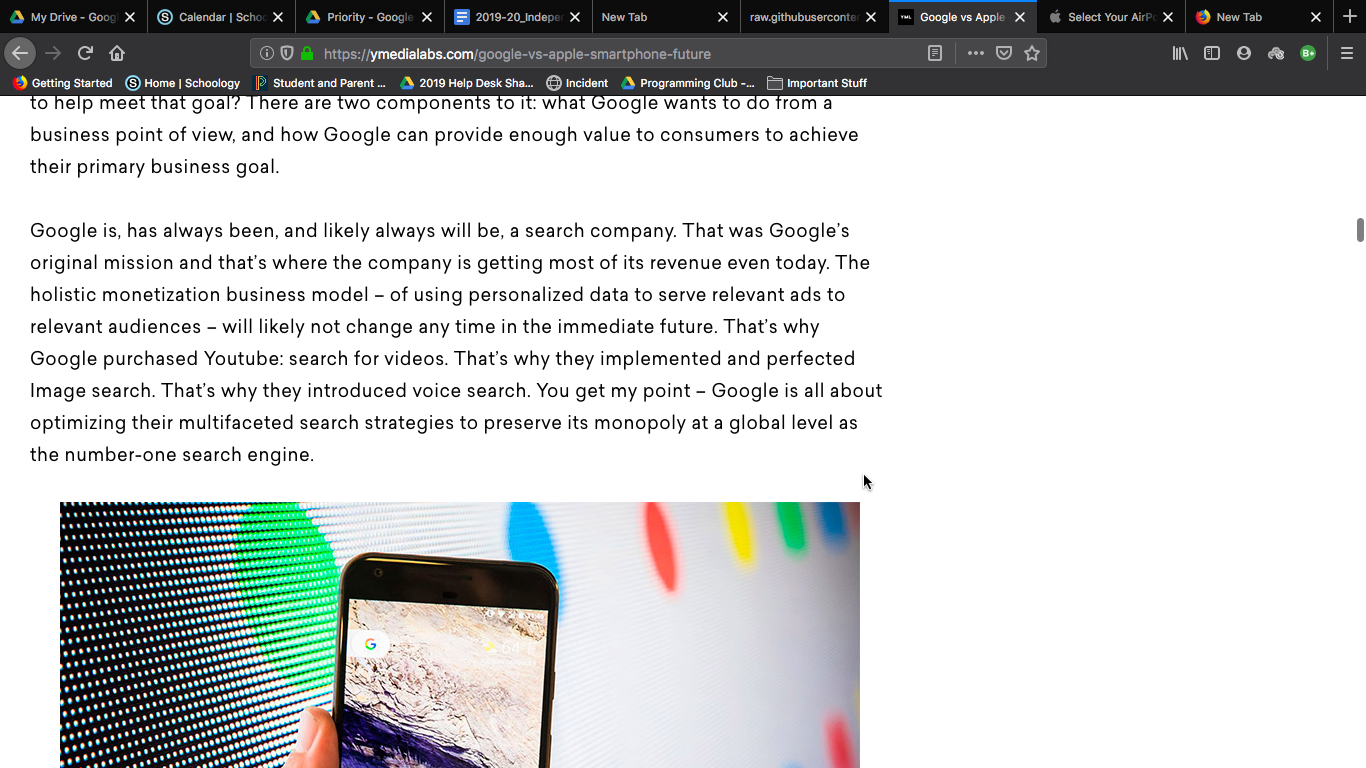 My Drive - Googl
Calendar | Schoo
Priority - Google
2019-20_Indepen
New Tab
raw.githubuserconter
Google vs Apple
Select Your AirPo
New Tab
https://ymedialabs.com/google-vs-apple-smartphone-future
Getting Started
Home | Schoology
Student and Parent ...
2019 Help Desk Sha...
Incident
Programming Club -...
Important Stuff
to help meet that goal? There are two components to it: what Google wants to do from a
business point of view, and how Google can provide enough value to consumers to achieve
their primary business goal.
Google is, has always been, and likely always will be, a search company. That was Google's
original mission and that's where the company is getting most of its revenue even today. The
holistic monetization business model – of using personalized data to serve relevant ads to
relevant audiences – will likely not change any time in the immediate future. That's why
Google purchased Youtube: search for videos. That's why they implemented and perfected
Image search. That's why they introduced voice search. You get my point – Google is all about
optimizing their multifaceted search strategies to preserve its monopoly at a global level as
the number-one search engine.